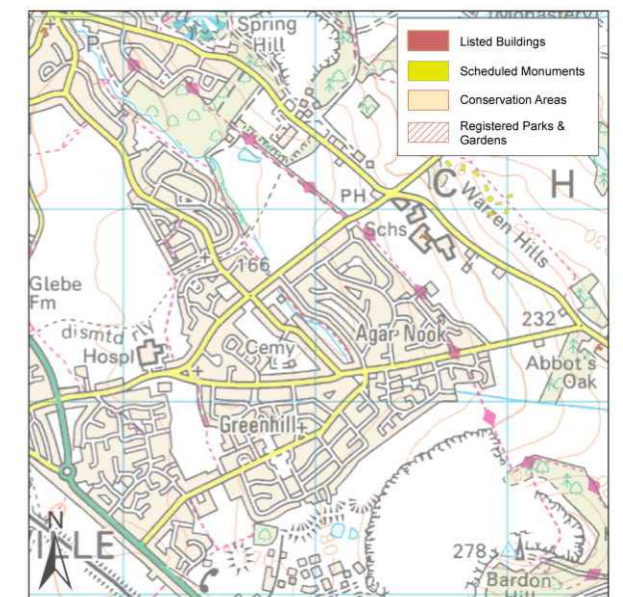 (Monastery)
Spring
Hill
P
Listed Buildings
Scheduled Monuments
Conservation Areas
Registered Parks &
Gardens
PH
C H
Warren Hills
Schs
166
Glebe
Fm
232
dismtd rly
Hospl
Cemy
Agar Nook
Abbot's
Oak
Greenhill
N
VILLE
278
Bardon
Hill